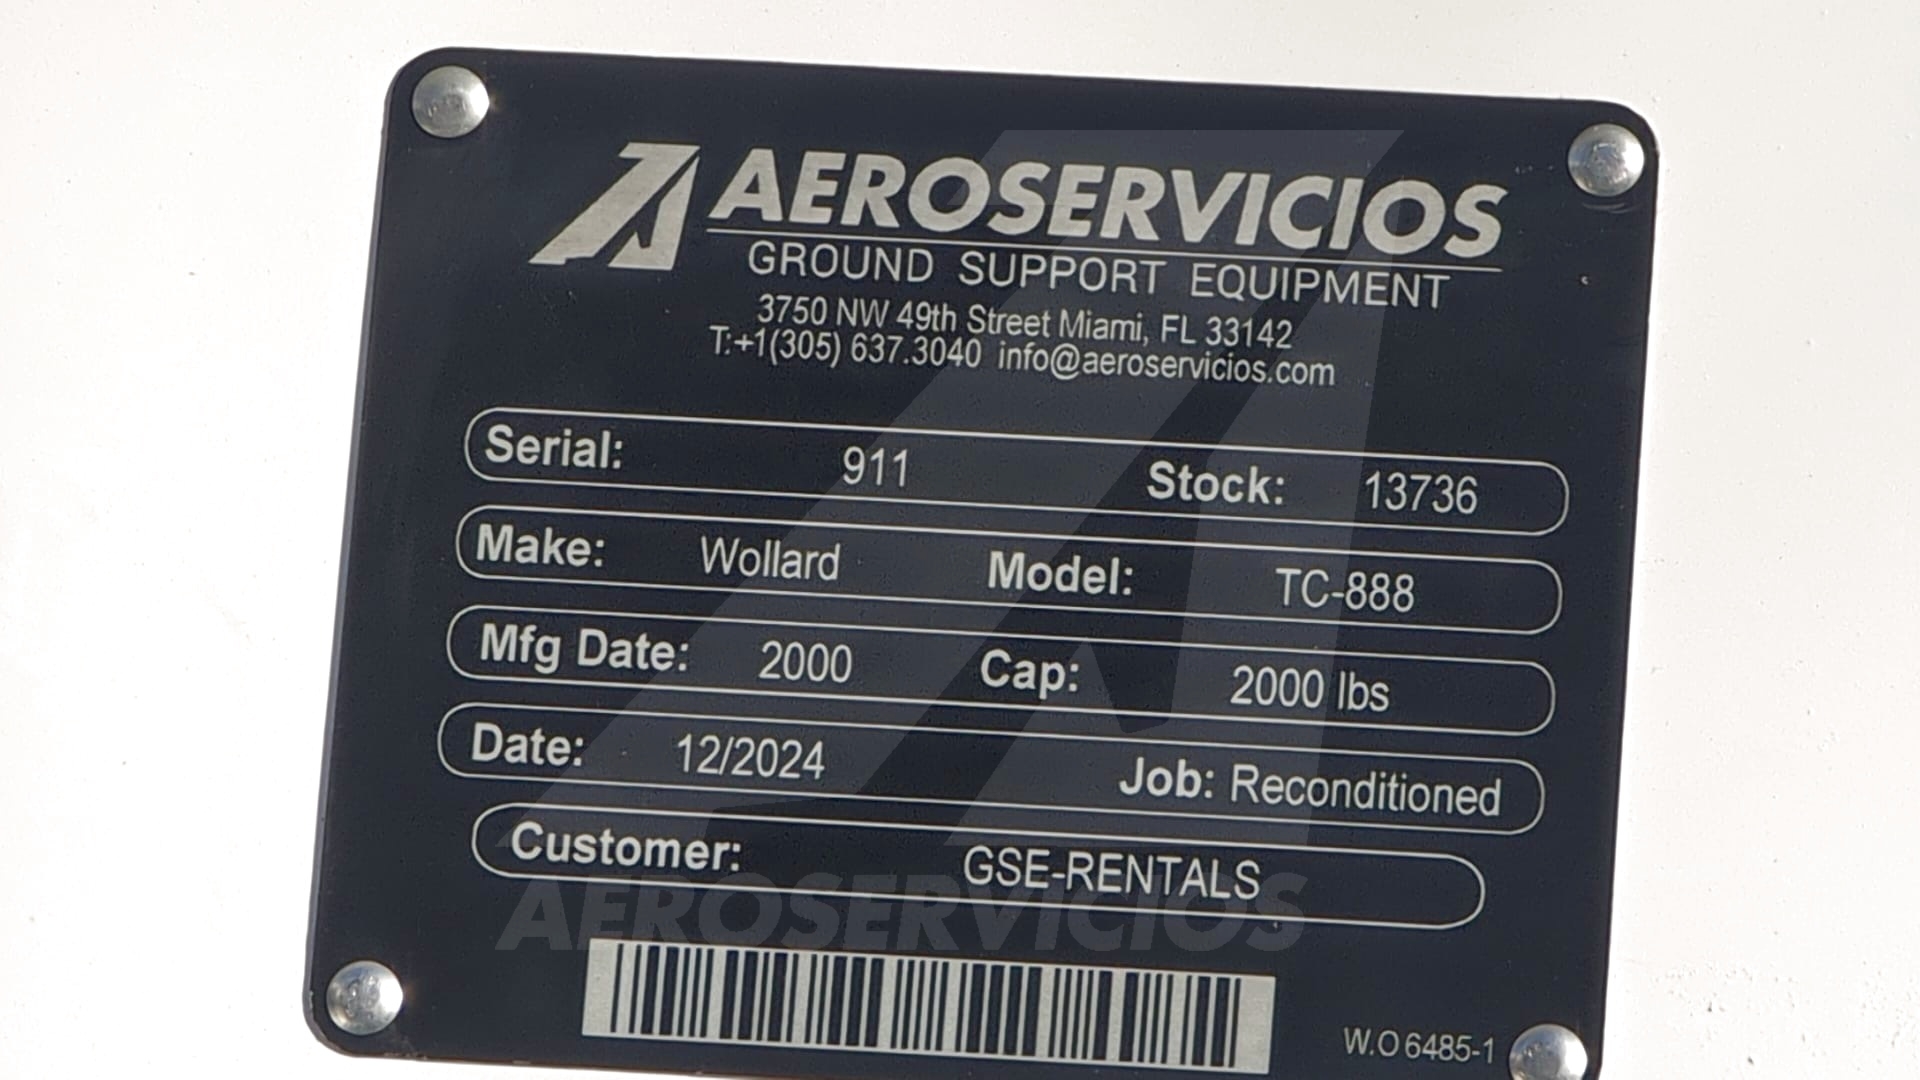 AEROSERVICIOS
GROUND SUPPORT EQUIPMENT
3750 NW 49th Street Miami, FL 33142
T:+1(305) 637.3040 info@aeroservicios.com
Serial: 911 Stock: 13736
Make: Wollard Model: TC-888
Mfg Date: 2000 Cap: 2000 lbs
Date: 12/2024 Job: Reconditioned
Customer: GSE-RENTALS
AEROSERVICIOS
W.O 6485-1